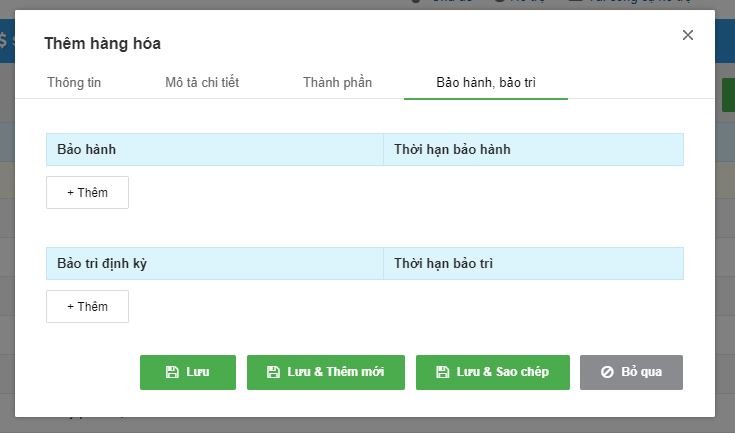 Thêm hàng hóa
Thông tin
Mô tả chi tiết
Thành phần
Bảo hành, bảo trì
Bảo hành
Thời hạn bảo hành
+ Thêm
Bảo trì định kỳ
Thời hạn bảo trì
+ Thêm
Lưu
Lưu & Thêm mới
Lưu & Sao chép
Bỏ qua